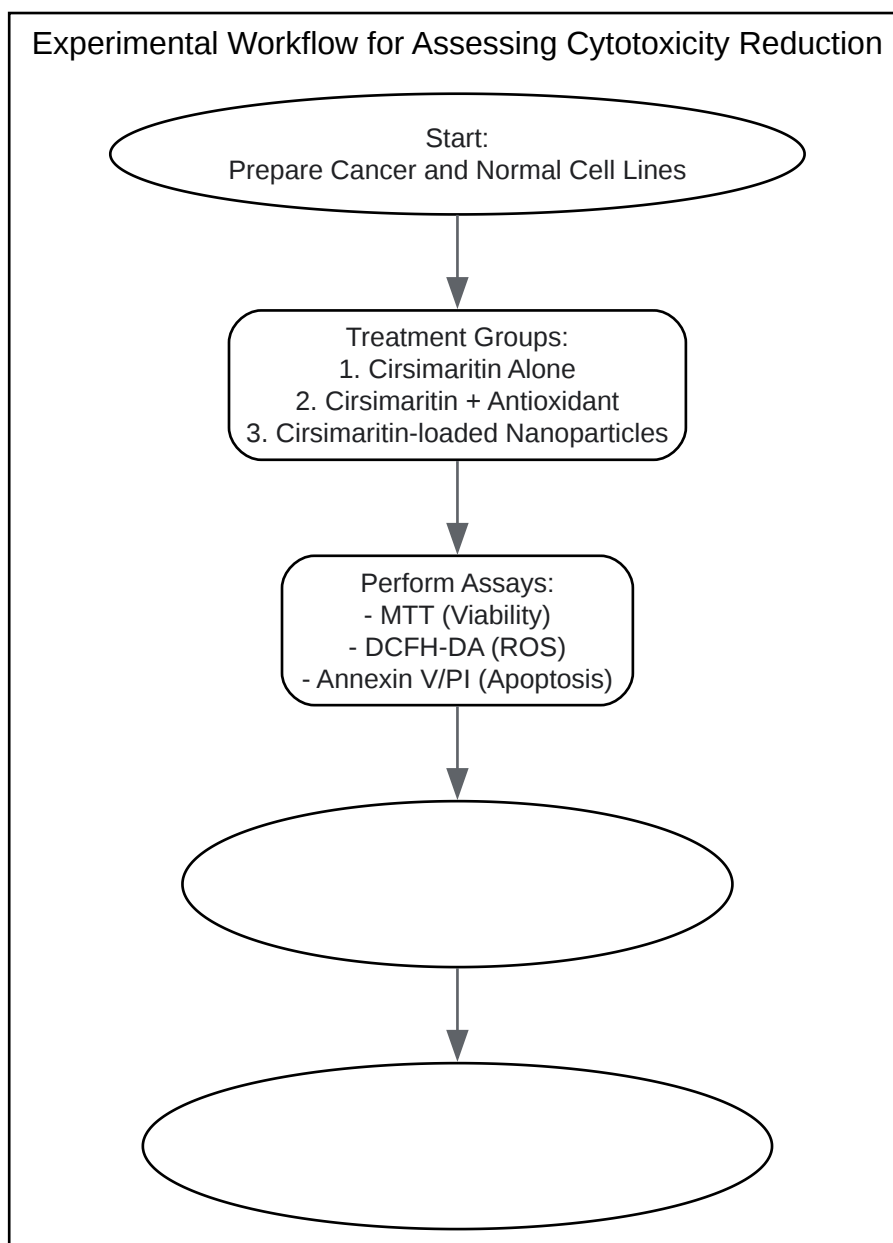 Experimental Workflow for Assessing Cytotoxicity Reduction
Start:
Prepare Cancer and Normal Cell Lines
Treatment Groups:
1. Cirsimaritin Alone
2. Cirsimaritin + Antioxidant
3. Cirsimaritin-loaded Nanoparticles
Perform Assays:
- MTT (Viability)
- DCFH-DA (ROS)
- Annexin V/PI (Apoptosis)